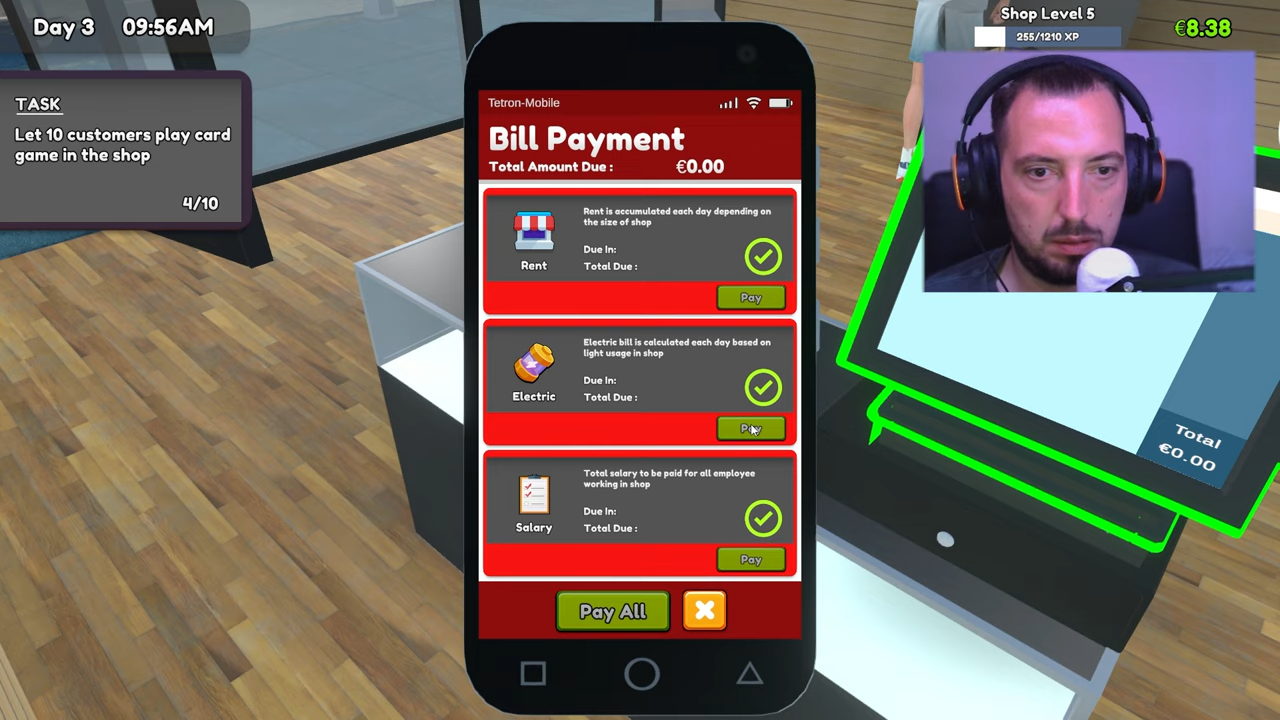 Day 3 09:56AM
Shop Level 5
255/1210 XP
€8.38
TASK
Let 10 customers play card
game in the shop
4/10
Tetron-Mobile
Bill Payment
Total Amount Due : €0.00
Rent is accumulated each day depending on
the size of shop
Due In:
Total Due :
Rent
Pay
Electric bill is calculated each day based on
light usage in shop
Due In:
Total Due :
Electric
Pay
Total salary to be paid for all employee
working in shop
Due In:
Total Due :
Salary
Pay
Pay All
Total
€0.00